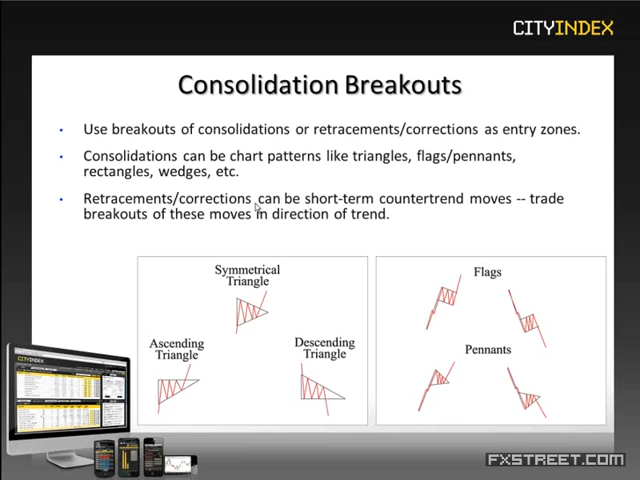 CITYINDEX
Consolidation Breakouts
• Use breakouts of consolidations or retracements/corrections as entry zones.
• Consolidations can be chart patterns like triangles, flags/pennants,
rectangles, wedges, etc.
• Retracements/corrections can be short-term countertrend moves -- trade
breakouts of these moves in direction of trend.
Symmetrical
Triangle
Ascending
Triangle
Descending
Triangle
Flags
Pennants
CITYINDEX
FXSTREET.COM